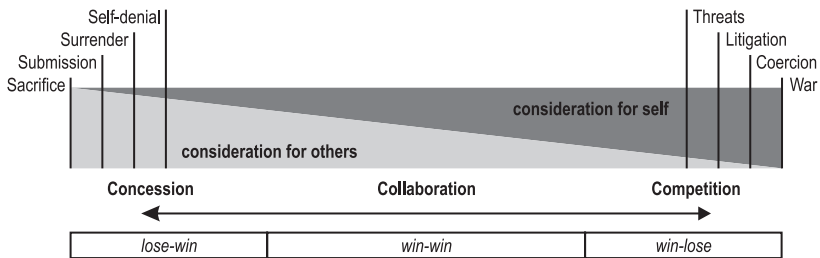 Self-denial
Surrender
Submission
Sacrifice
Threats
Litigation
Coercion
War
consideration for self
consideration for others
Concession Collaboration Competition
lose-win win-win win-lose